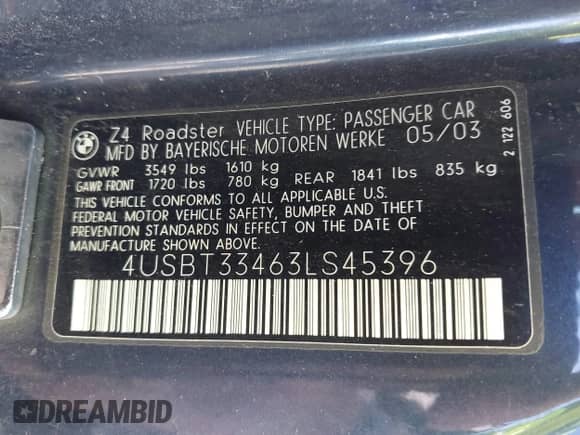 BMW
Z4 Roadster VEHICLE TYPE: PASSENGER CAR
MFD BY BAYERISCHE MOTOREN WERKE 05/03
GVWR 3549 lbs 1610 kg
GAWR FRONT 1720 lbs 780 kg REAR 1841 lbs 835 kg
THIS VEHICLE CONFORMS TO ALL APPLICABLE U.S.
FEDERAL MOTOR VEHICLE SAFETY, BUMPER AND THEFT
PREVENTION STANDARDS IN EFFECT ON THE DATE OF
MANUFACTURE SHOWN ABOVE.
4USBT33463LS45396
2 122 606
DREAMBID